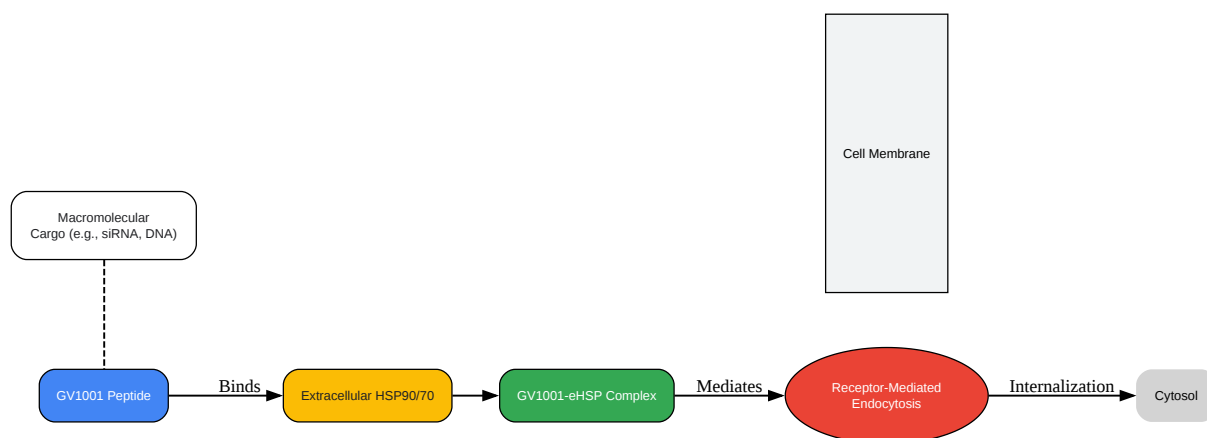 Cell Membrane
Macromolecular
Cargo (e.g., siRNA, DNA)
GV1001 Peptide
Binds
Extracellular HSP90/70
GV1001-eHSP Complex
Mediates
Receptor-Mediated
Endocytosis
Internalization
Cytosol